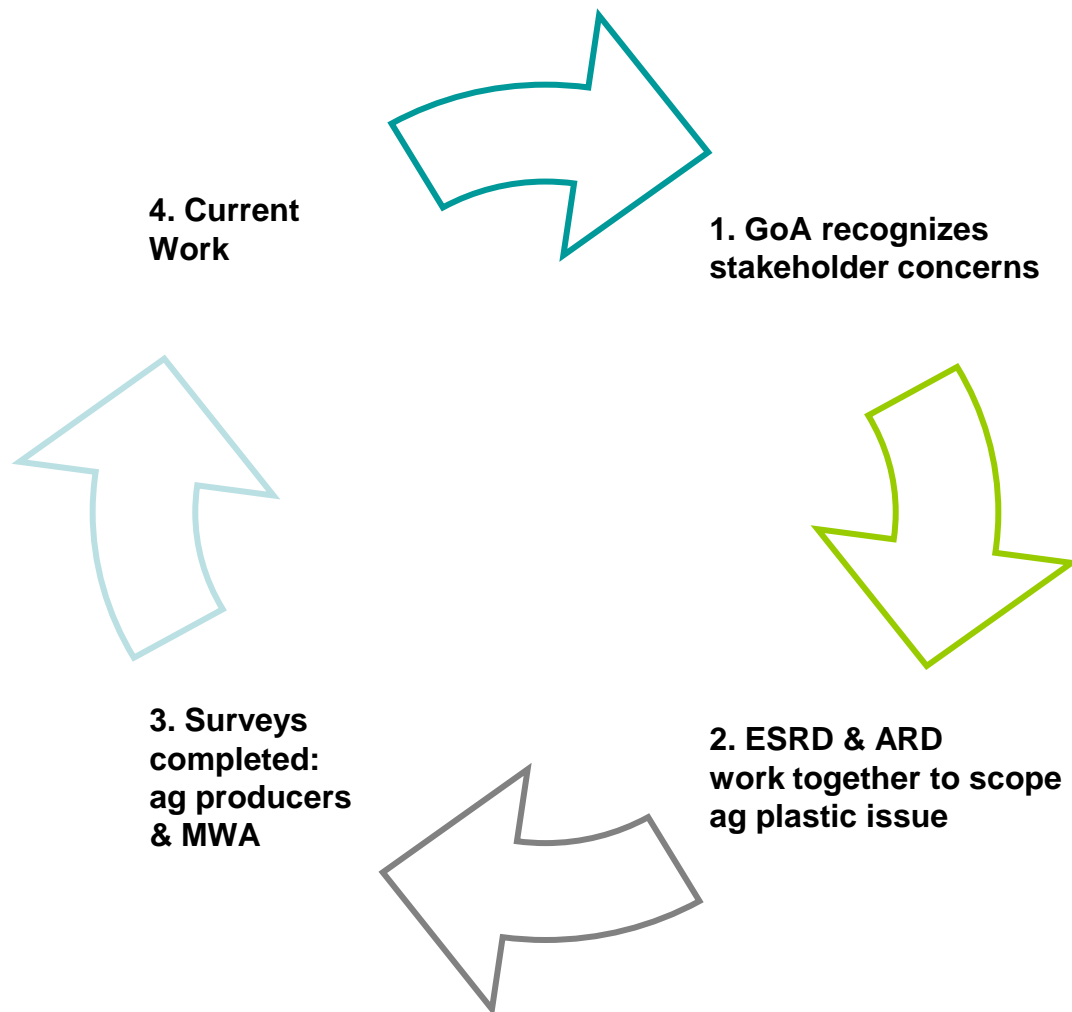 1. GoA recognizes
stakeholder concerns
2. ESRD & ARD
work together to scope
ag plastic issue
3. Surveys
completed:
ag producers
& MWA
4. Current
Work